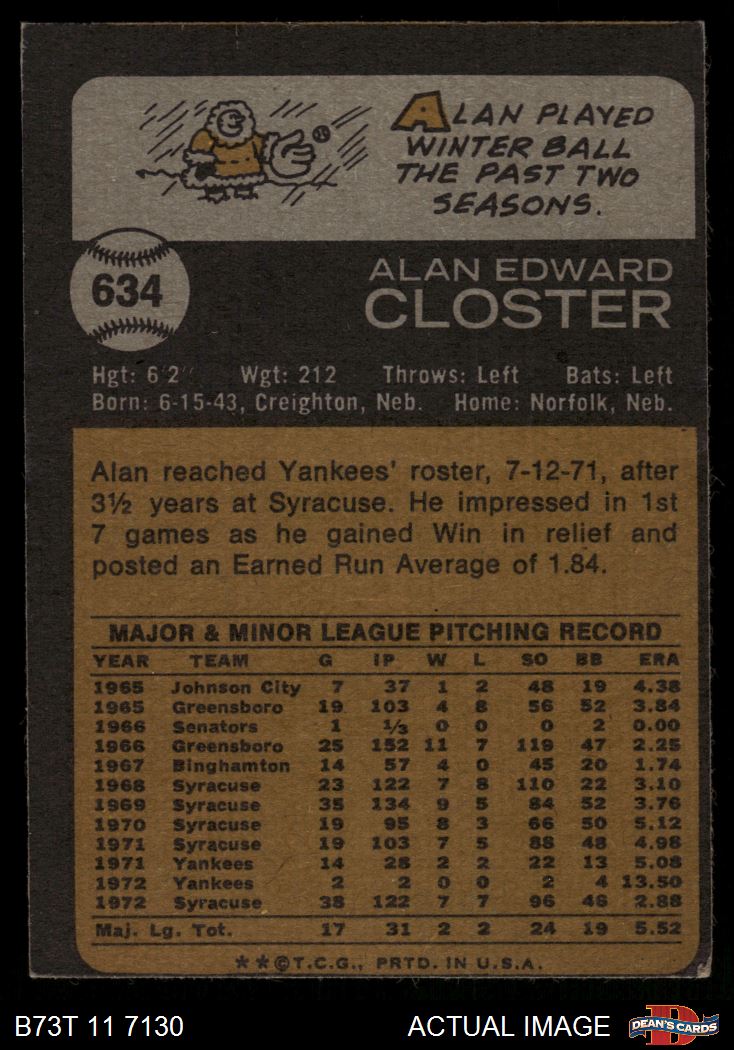 ALAN PLAYED
WINTER BALL
THE PAST TWO
SEASONS.
634
ALAN EDWARD
CLOSTER
Hgt: 6'2" Wgt: 212 Throws: Left Bats: Left
Born: 6-15-43, Creighton, Neb. Home: Norfolk, Neb.
Alan reached Yankees' roster, 7-12-71, after
3½ years at Syracuse. He impressed in 1st
7 games as he gained Win in relief and
posted an Earned Run Average of 1.84.
MAJOR & MINOR LEAGUE PITCHING RECORD
YEAR TEAM G IP W L SO BB ERA
1965 Johnson City 7 37 1 2 48 19 4.38
1965 Greensboro 19 103 4 8 56 52 3.84
1966 Senators 1 ⅓ 0 0 0 2 0.00
1966 Greensboro 25 152 11 7 119 47 2.25
1967 Binghamton 14 57 4 0 45 20 1.74
1968 Syracuse 23 122 7 8 110 22 3.10
1969 Syracuse 35 134 9 5 84 52 3.76
1970 Syracuse 19 95 8 3 66 50 5.12
1971 Syracuse 19 103 7 5 88 48 4.98
1971 Yankees 14 28 2 2 22 13 5.08
1972 Yankees 2 2 0 0 2 4 13.50
1972 Syracuse 38 122 7 7 96 46 2.88
Maj. Lg. Tot. 17 31 2 2 24 19 5.52
**©T.C.G., PRTD. IN U.S.A.
B73T 11 7130 ACTUAL IMAGE DEAN'S CARDS